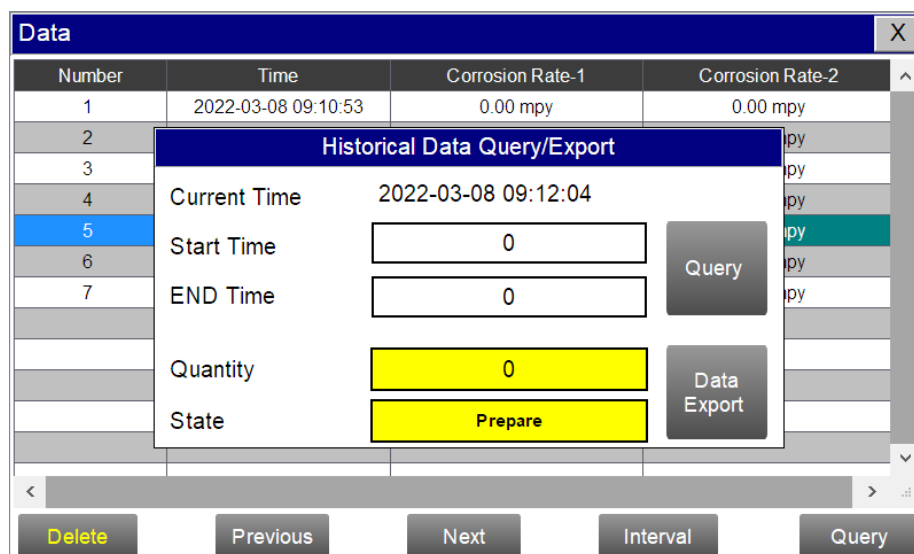 Data X
Number Time Corrosion Rate-1 Corrosion Rate-2
1 2022-03-08 09:10:53 0.00 mpy 0.00 mpy
2
3
4
5
6
7
Historical Data Query/Export
Current Time 2022-03-08 09:12:04
Start Time 0
END Time 0
Query
Quantity 0
State Prepare
Data
Export
Delete Previous Next Interval Query